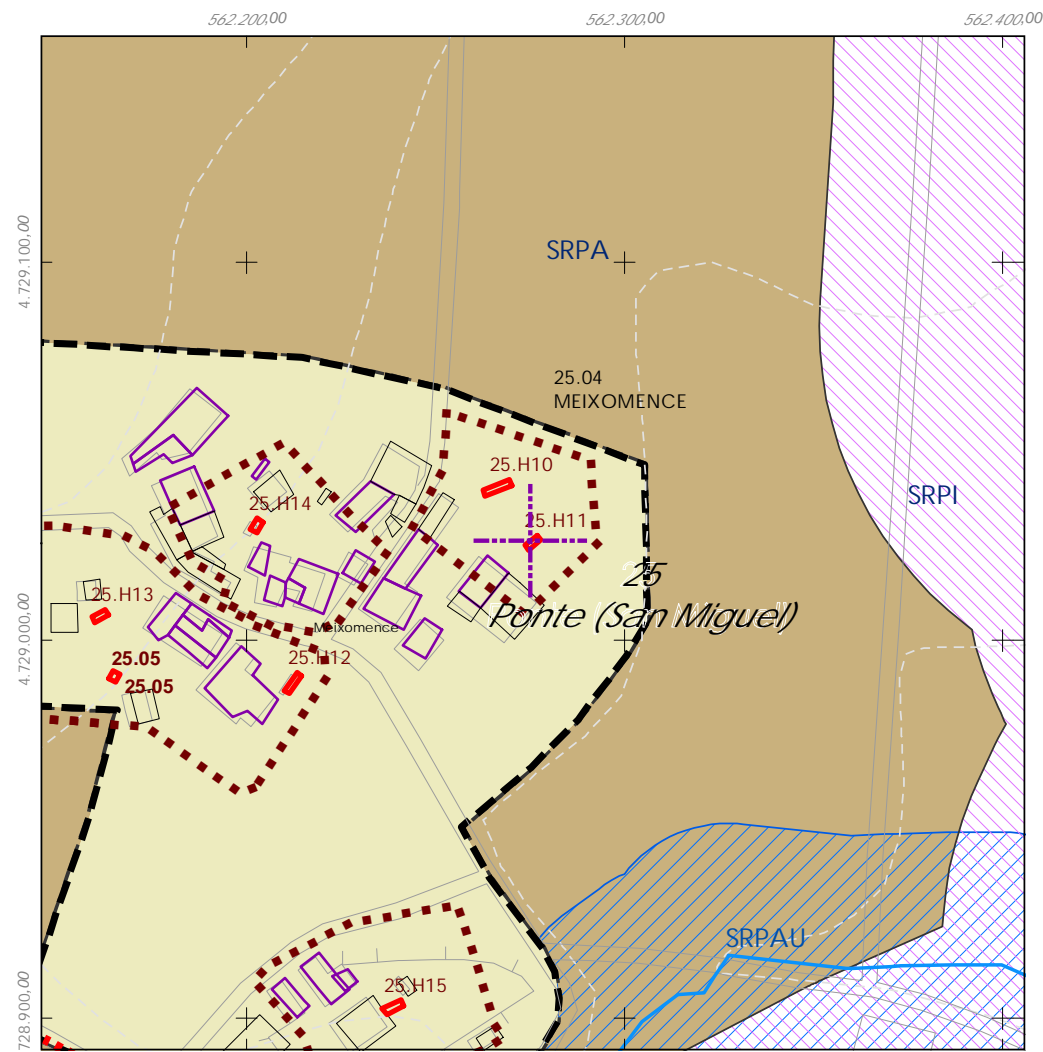 562.200,00
562.300,00
562.400,00
4.729.100,00
SRPA
25.04
MEIXOMENCE
25.H10
SRPI
25.H14
25.H11
25
25.H13
Ponte (San Miguel)
Meixomence
4.729.000,00
25.05
25.H12
25.05
SRPAU
25.H15
728.900,00